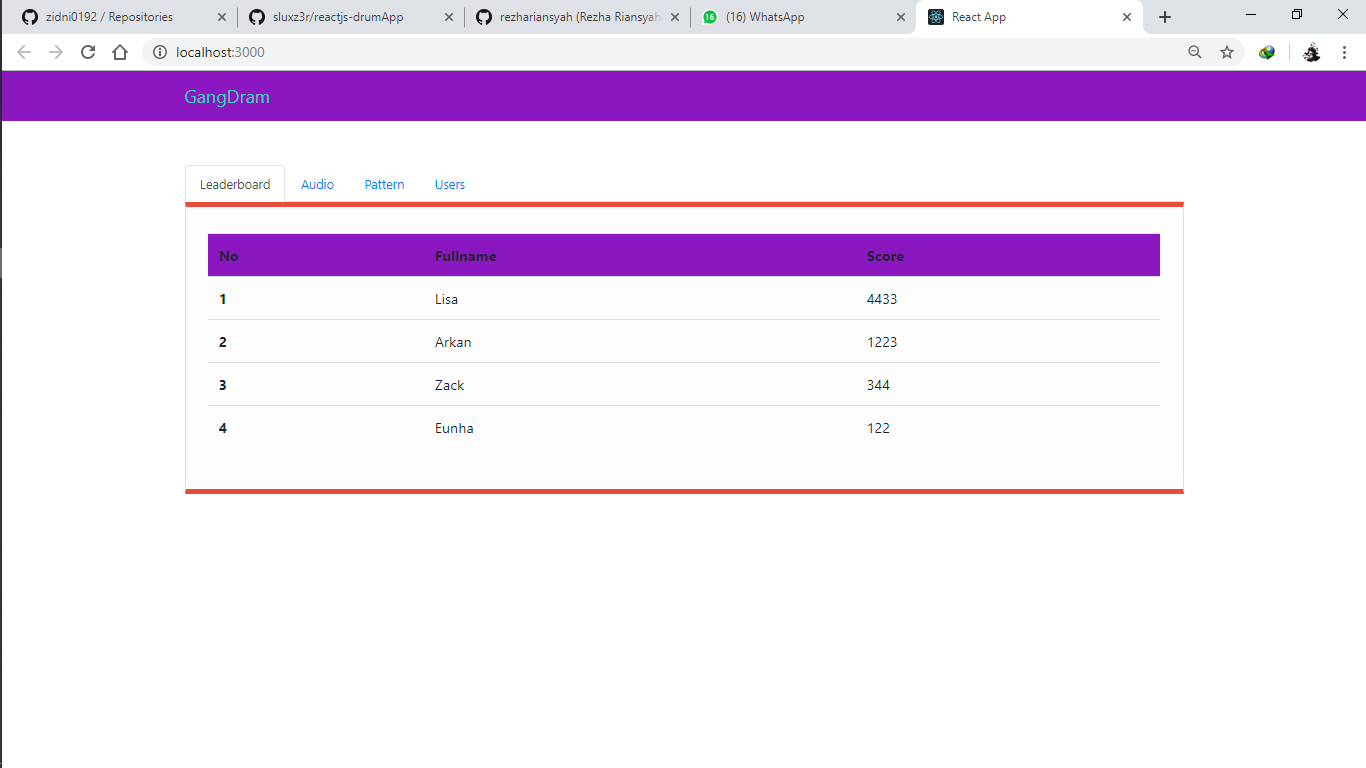 zidni0192 / Repositories sluxz3r/reactjs-drumApp rezhariansyah (Rezha Riansyah 16 (16) WhatsApp React App
localhost:3000
GangDram
Leaderboard Audio Pattern Users
No Fullname Score
1 Lisa 4433
2 Arkan 1223
3 Zack 344
4 Eunha 122